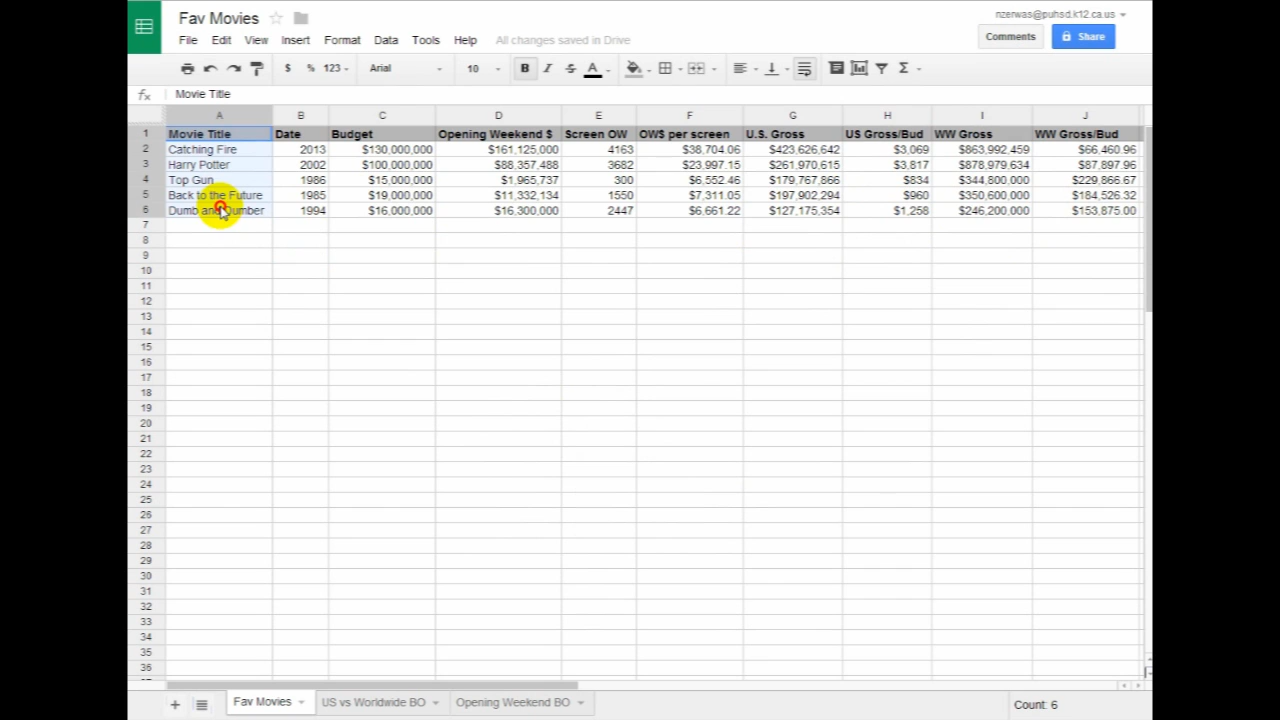 Fav Movies
nzerwas@puhsd.k12.ca.us
File Edit View Insert Format Data Tools Help All changes saved in Drive
Comments Share
$ % 123 Arial 10 B I S A Σ
fx Movie Title
A B C D E F G H I J
1 Movie Title Date Budget Opening Weekend $ Screen OW OW$ per screen U.S. Gross US Gross/Bud WW Gross WW Gross/Bud
2 Catching Fire 2013 $130,000,000 $161,125,000 4163 $38,704.06 $423,626,642 $3,069 $863,992,459 $66,460.96
3 Harry Potter 2002 $100,000,000 $88,357,488 3682 $23,997.15 $261,970,615 $3,817 $878,979,634 $87,897.96
4 Top Gun 1986 $15,000,000 $1,965,737 300 $6,552.46 $179,767,866 $834 $344,800,000 $229,866.67
5 Back to the Future 1985 $19,000,000 $11,332,134 1550 $7,311.05 $197,902,294 $960 $350,600,000 $184,526.32
6 Dumb and Dumber 1994 $16,000,000 $16,300,000 2447 $6,661.22 $127,175,354 $1,258 $246,200,000 $153,875.00
7
8
9
10
11
12
13
14
15
16
17
18
19
20
21
22
23
24
25
26
27
28
29
30
31
32
33
34
35
36
Fav Movies US vs Worldwide BO Opening Weekend BO Count: 6